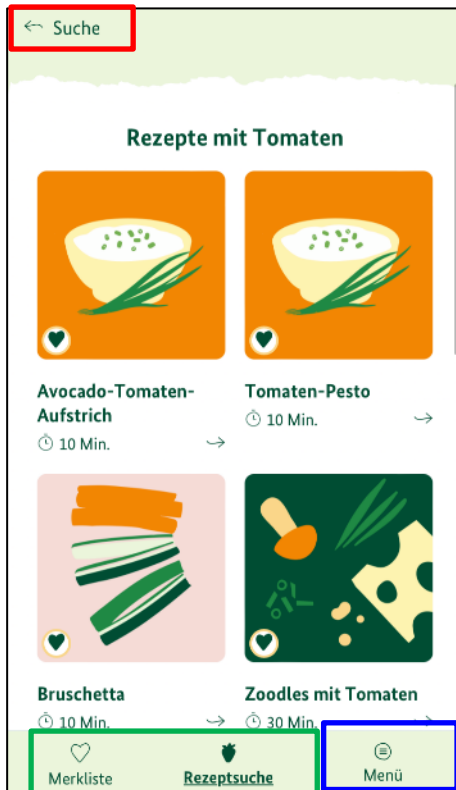 Suche
Rezepte mit Tomaten
Avocado-Tomaten-
Aufstrich
10 Min.
Tomaten-Pesto
10 Min.
Bruschetta
10 Min.
Zoodles mit Tomaten
30 Min.
Merkliste
Rezeptsuche
Menü